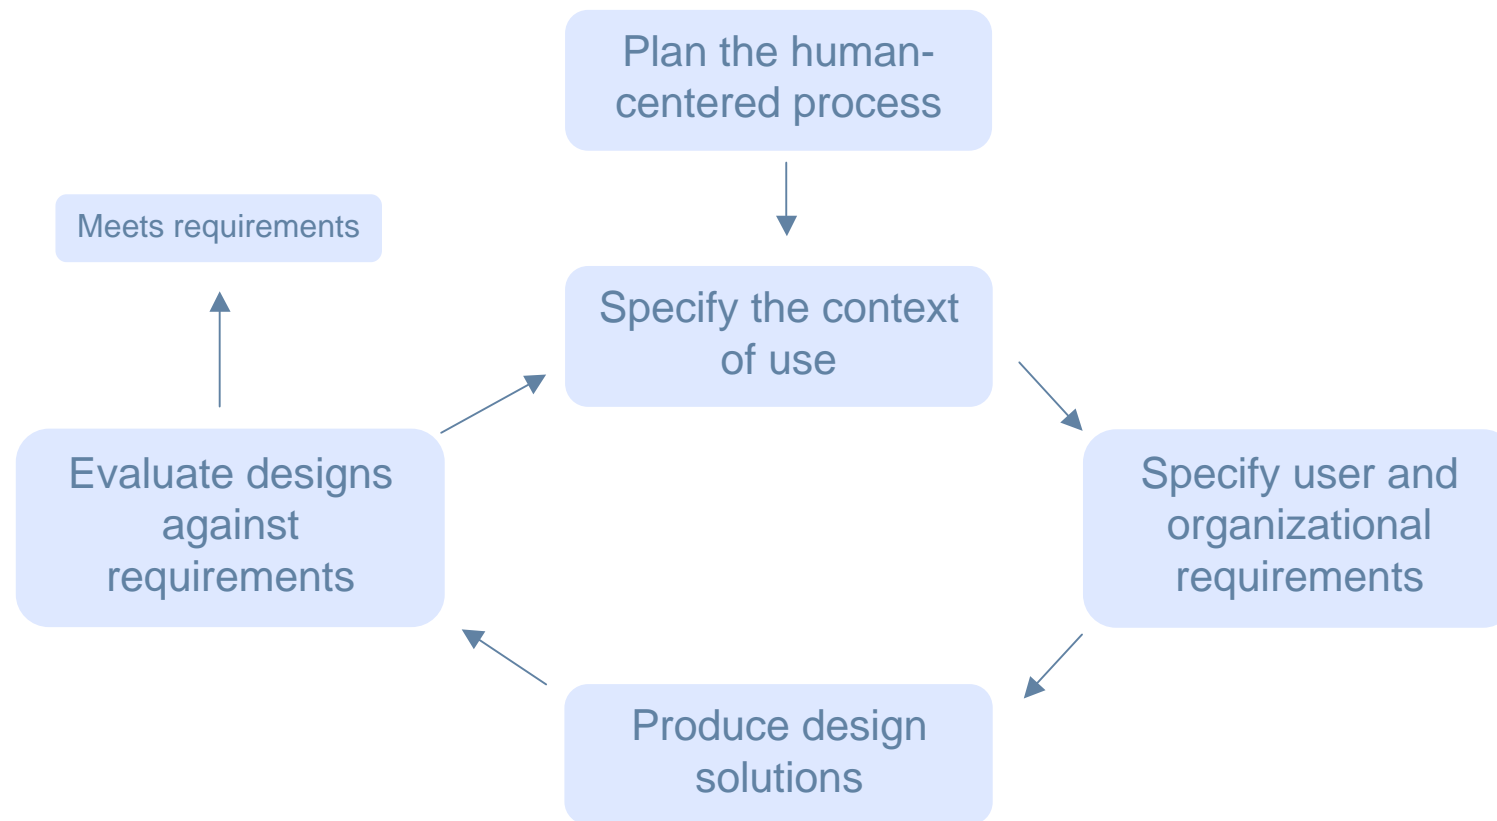 Plan the human-
centered process
Meets requirements
Specify the context
of use
Evaluate designs
against
requirements
Specify user and
organizational
requirements
Produce design
solutions